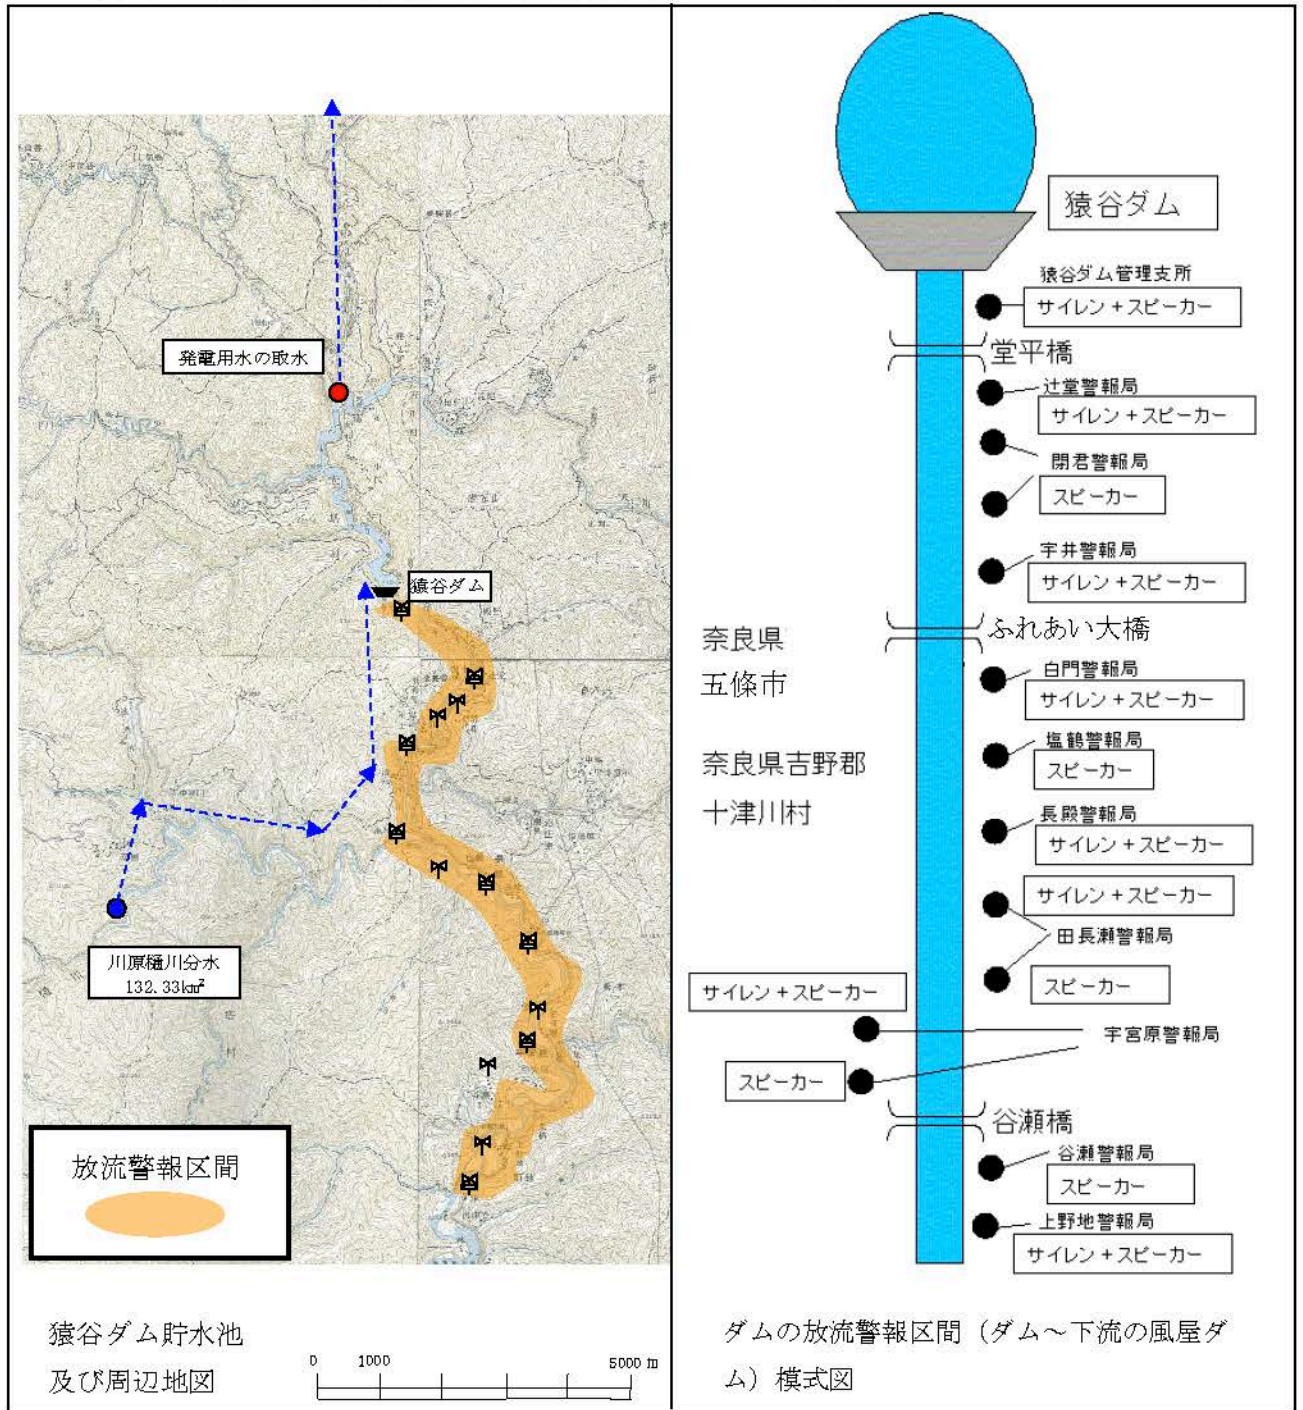 発電用水の取水
猿谷ダム
川原樋川分水
132.33km²
放流警報区間
猿谷ダム貯水池
及び周辺地図
0 1000 5000 m
猿谷ダム
猿谷ダム管理支所
サイレン＋スピーカー
堂平橋
辻堂警報局
サイレン＋スピーカー
閉君警報局
スピーカー
宇井警報局
サイレン＋スピーカー
ふれあい大橋
奈良県
五條市
白門警報局
サイレン＋スピーカー
塩鶴警報局
スピーカー
奈良県吉野郡
十津川村
長殿警報局
サイレン＋スピーカー
サイレン＋スピーカー
田長瀬警報局
スピーカー
サイレン＋スピーカー
宇宮原警報局
スピーカー
谷瀬橋
谷瀬警報局
スピーカー
上野地警報局
サイレン＋スピーカー
ダムの放流警報区間（ダム～下流の風屋ダ
ム）模式図